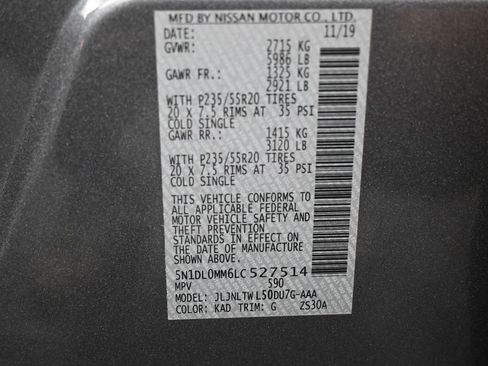 MFD BY NISSAN MOTOR CO., LTD.
DATE: 11/19
GVWR: 2715 KG
5986 LB
GAWR FR.: 1325 KG
2921 LB
WITH P235/55R20 TIRES
20 X 7.5 RIMS AT 35 PSI
COLD SINGLE
GAWR RR.: 1415 KG
3120 LB
WITH P235/55R20 TIRES
20 X 7.5 RIMS AT 35 PSI
COLD SINGLE
THIS VEHICLE CONFORMS TO
ALL APPLICABLE FEDERAL
MOTOR VEHICLE SAFETY AND
THEFT PREVENTION
STANDARDS IN EFFECT ON
THE DATE OF MANUFACTURE
SHOWN ABOVE.
5N1DL0MM6LC 527514
MPV 590
MODEL: JLJNLTWL50DU7G-AAA
COLOR: KAD TRIM: G ZS30A